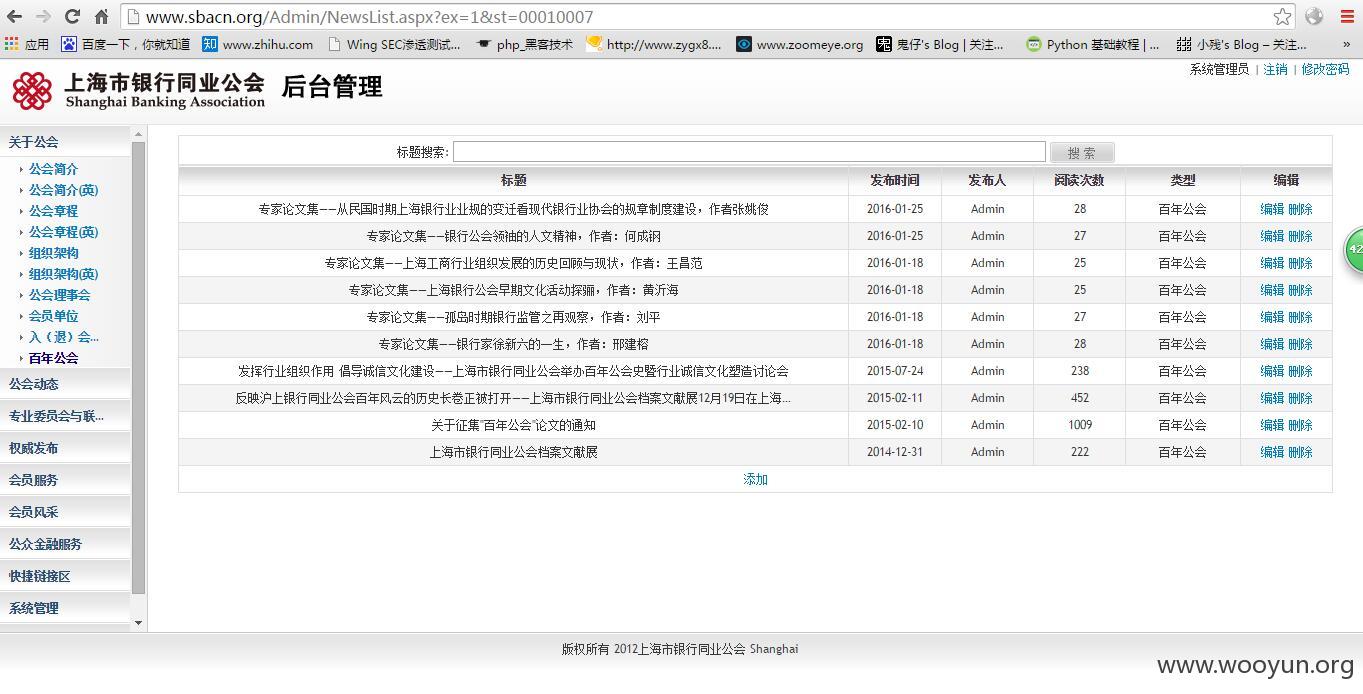 www.sbacn.org/Admin/NewsList.aspx?ex=1&st=00010007
应用 百度一下，你就知道 知 www.zhihu.com Wing SEC渗透测试... php_黑客技术 http://www.zygx8.... www.zoomeye.org 鬼仔's Blog | 关注... Python 基础教程 | ... 小残's Blog – 关注... »
上海市银行同业公会 后台管理
Shanghai Banking Association
系统管理员 | 注销 | 修改密码
关于公会
公会简介
公会简介(英)
公会章程
公会章程(英)
组织架构
组织架构(英)
公会理事会
会员单位
入（退）会...
百年公会
公会动态
专业委员会与联...
权威发布
会员服务
会员风采
公众金融服务
快捷链接区
系统管理
标题搜索: 搜 索
标题 发布时间 发布人 阅读次数 类型 编辑
专家论文集——从民国时期上海银行业业规的变迁看现代银行业协会的规章制度建设，作者张姚俊 2016-01-25 Admin 28 百年公会 编辑 删除
专家论文集——银行公会领袖的人文精神，作者：何成钢 2016-01-25 Admin 27 百年公会 编辑 删除
专家论文集——上海工商行业组织发展的历史回顾与现状，作者：王昌范 2016-01-18 Admin 25 百年公会 编辑 删除
专家论文集——上海银行公会早期文化活动探骊，作者：黄沂海 2016-01-18 Admin 25 百年公会 编辑 删除
专家论文集——孤岛时期银行监管之再观察，作者：刘平 2016-01-18 Admin 27 百年公会 编辑 删除
专家论文集——银行家徐新六的一生，作者：邢建榕 2016-01-18 Admin 28 百年公会 编辑 删除
发挥行业组织作用 倡导诚信文化建设——上海市银行同业公会举办百年公会史暨行业诚信文化塑造讨论会 2015-07-24 Admin 238 百年公会 编辑 删除
反映沪上银行同业公会百年风云的历史长卷正被打开——上海市银行同业公会档案文献展12月19日在上海... 2015-02-11 Admin 452 百年公会 编辑 删除
关于征集"百年公会"论文的通知 2015-02-10 Admin 1009 百年公会 编辑 删除
上海市银行同业公会档案文献展 2014-12-31 Admin 222 百年公会 编辑 删除
添加
42
版权所有 2012上海市银行同业公会 Shanghai
www.wooyun.org